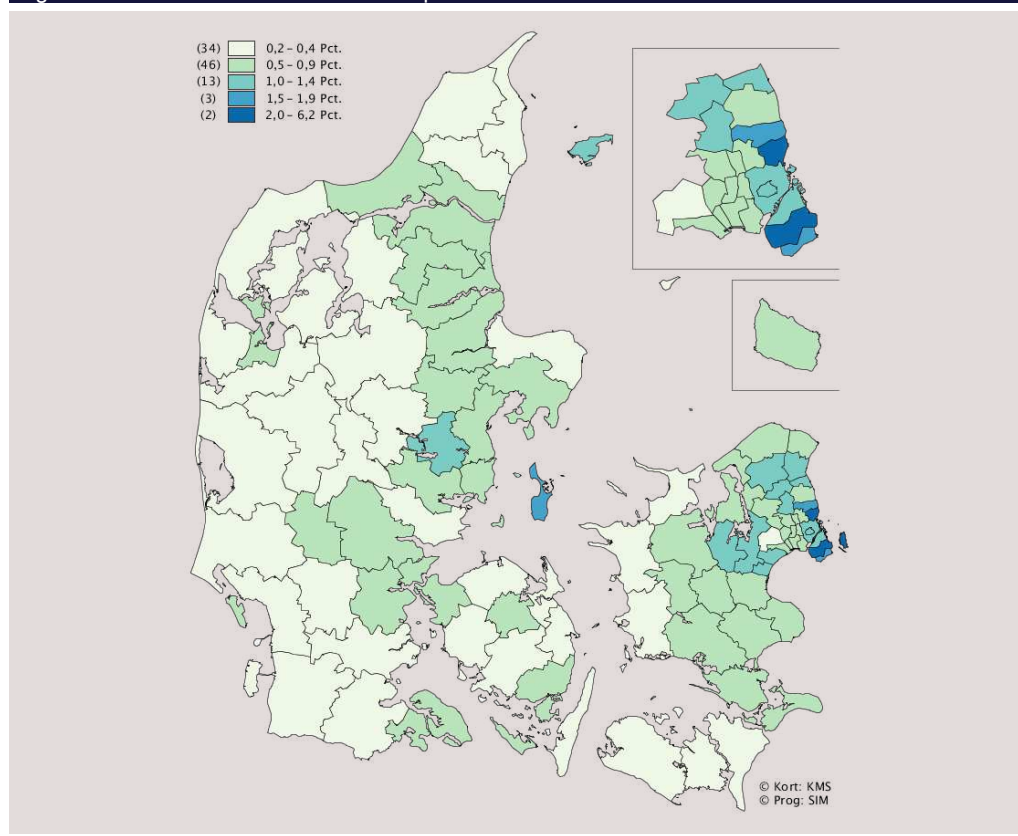 (34) 0,2 – 0,4 Pct.
(46) 0,5 – 0,9 Pct.
(13) 1,0 – 1,4 Pct.
(3) 1,5 – 1,9 Pct.
(2) 2,0 – 6,2 Pct.
© Kort: KMS
© Prog: SIM